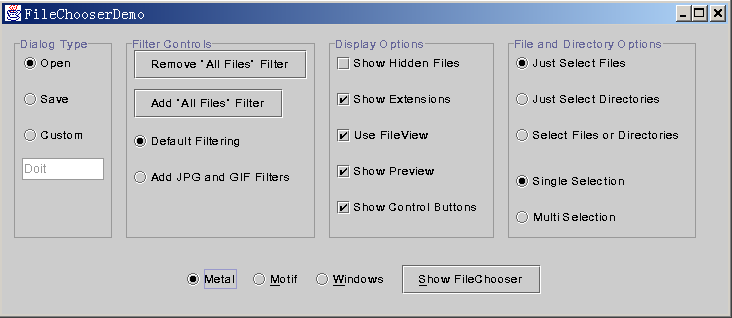 FileChooserDemo
Dialog Type
Open
Save
Custom
Doit
Filter Controls
Remove "All Files" Filter
Add "All Files" Filter
Default Filtering
Add JPG and GIF Filters
Display Options
Show Hidden Files
Show Extensions
Use FileView
Show Preview
Show Control Buttons
File and Directory Options
Just Select Files
Just Select Directories
Select Files or Directories
Single Selection
Multi Selection
Metal
Motif
Windows
Show FileChooser